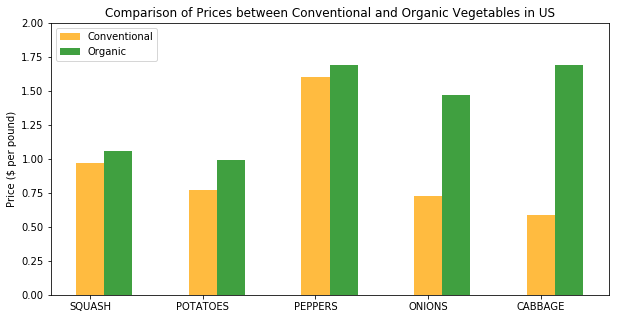 Comparison of Prices between Conventional and Organic Vegetables in US
Conventional
Organic
Price ($ per pound)
2.00
1.75
1.50
1.25
1.00
0.75
0.50
0.25
0.00
SQUASH POTATOES PEPPERS ONIONS CABBAGE